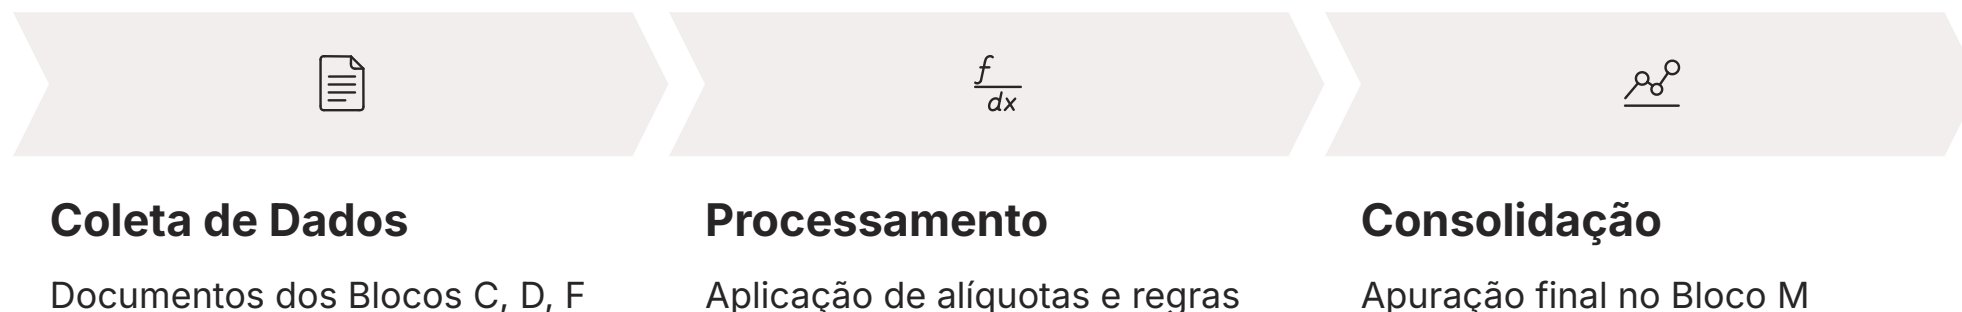 f
dx
Coleta de Dados
Processamento
Consolidação
Documentos dos Blocos C, D, F
Aplicação de alíquotas e regras
Apuração final no Bloco M